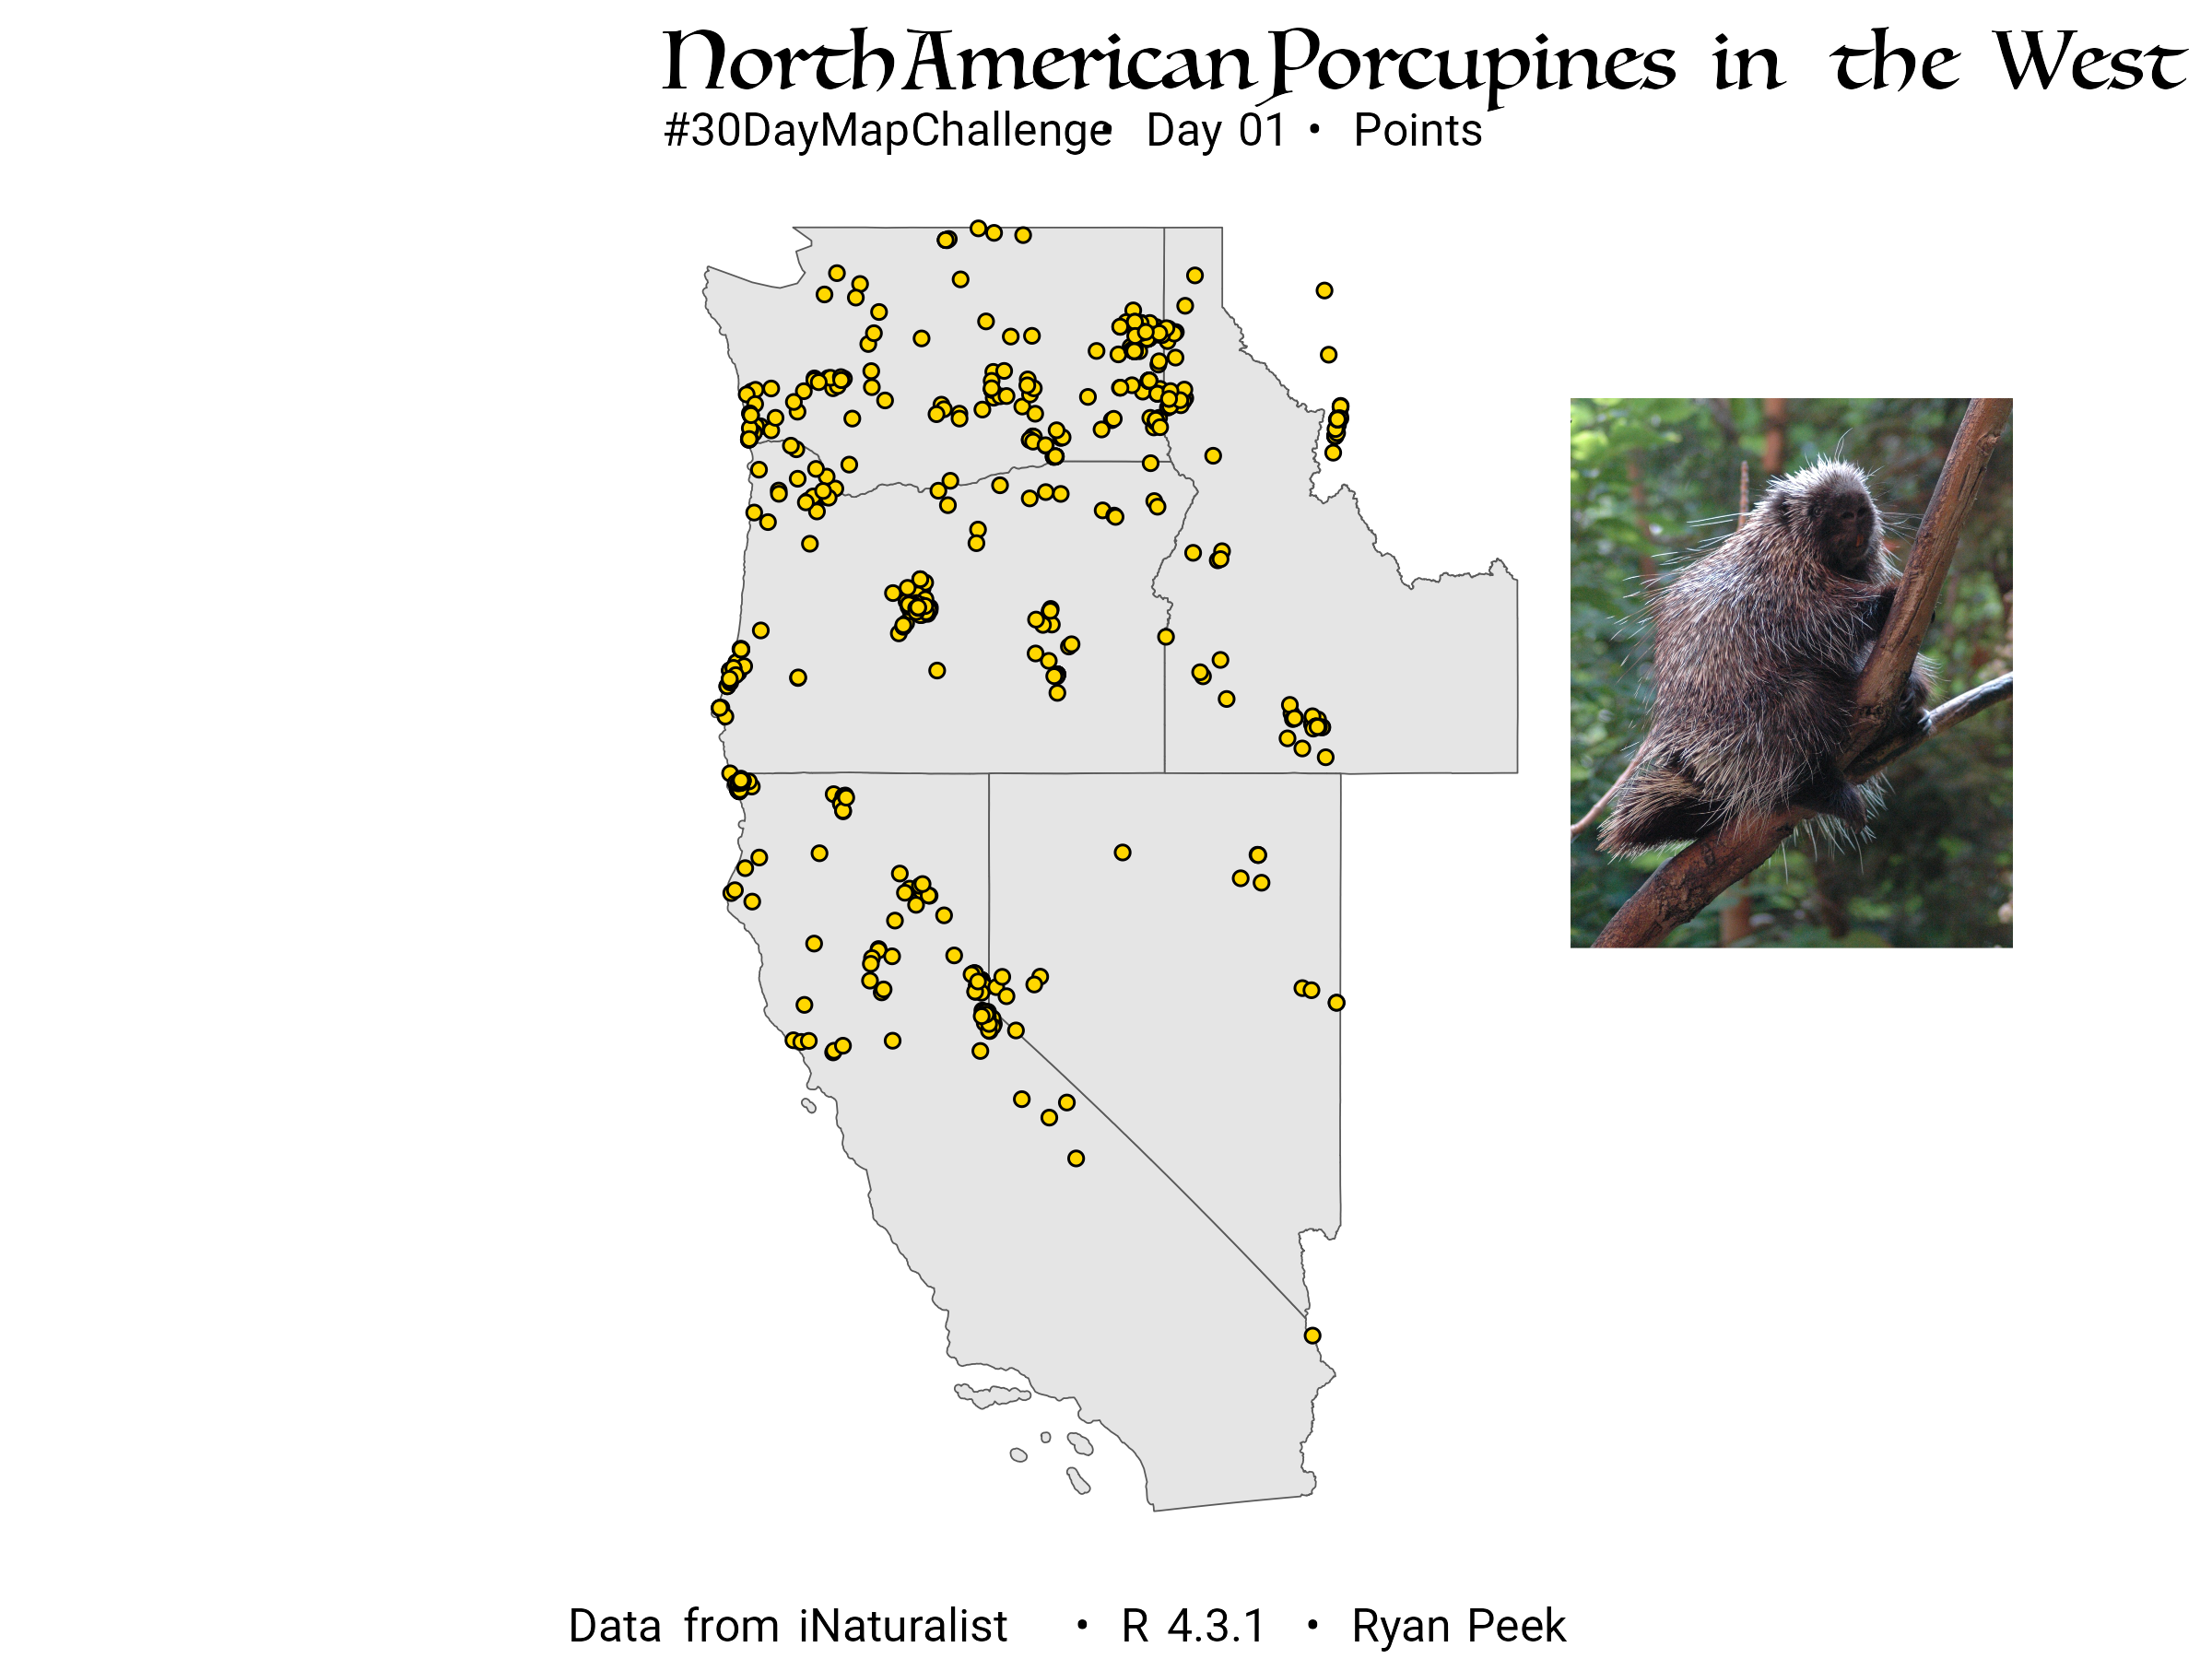 North American Porcupines in the West
#30DayMapChallenge • Day 01 • Points
Data from iNaturalist • R 4.3.1 • Ryan Peek